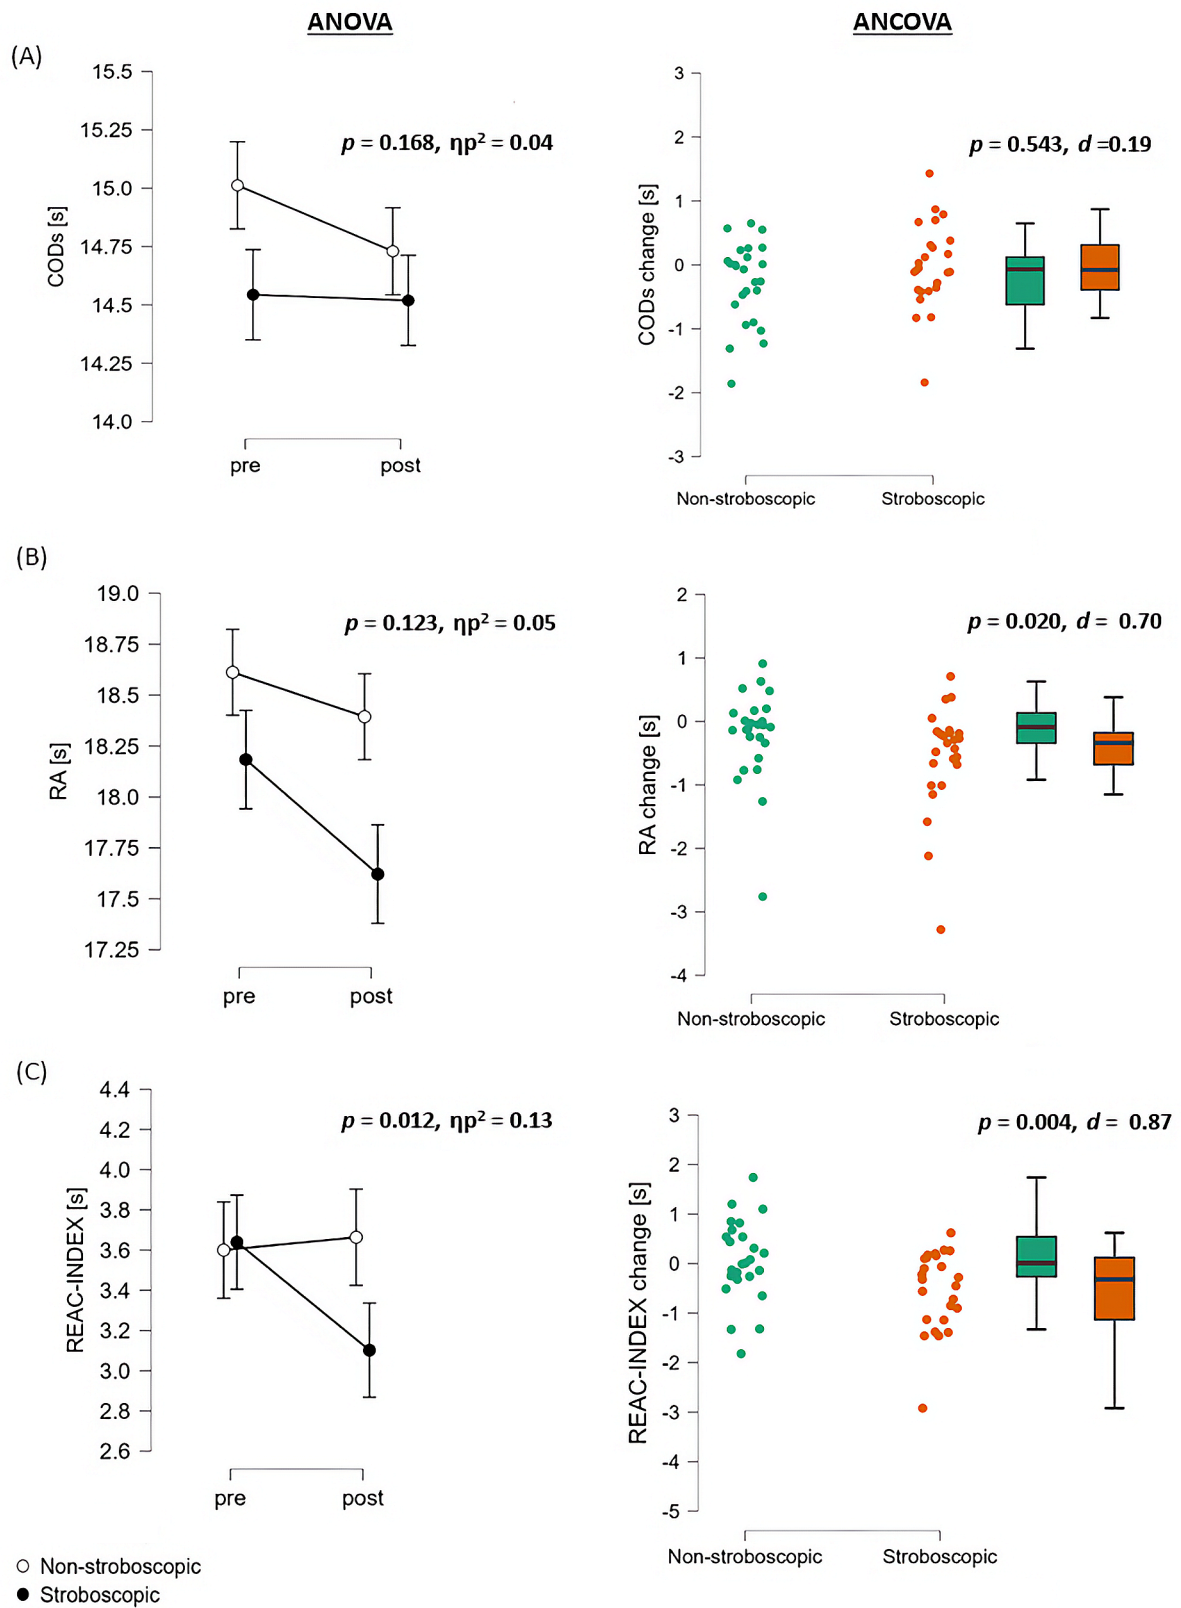 ANOVA
ANCOVA
(A)
15.5
15.25
15.0
14.75
14.5
14.25
14.0
CODs [s]
p = 0.168, ηp² = 0.04
pre
post
3
2
1
0
-1
-2
-3
CODs change [s]
p = 0.543, d =0.19
Non-stroboscopic
Stroboscopic
(B)
19.0
18.75
18.5
18.25
18.0
17.75
17.5
17.25
RA [s]
p = 0.123, ηp² = 0.05
pre
post
2
1
0
-1
-2
-3
-4
RA change [s]
p = 0.020, d = 0.70
Non-stroboscopic
Stroboscopic
(C)
4.4
4.2
4.0
3.8
3.6
3.4
3.2
3.0
2.8
2.6
REAC-INDEX [s]
p = 0.012, ηp² = 0.13
pre
post
3
2
1
0
-1
-2
-3
-4
-5
REAC-INDEX change [s]
p = 0.004, d = 0.87
Non-stroboscopic
Stroboscopic
Non-stroboscopic
Stroboscopic